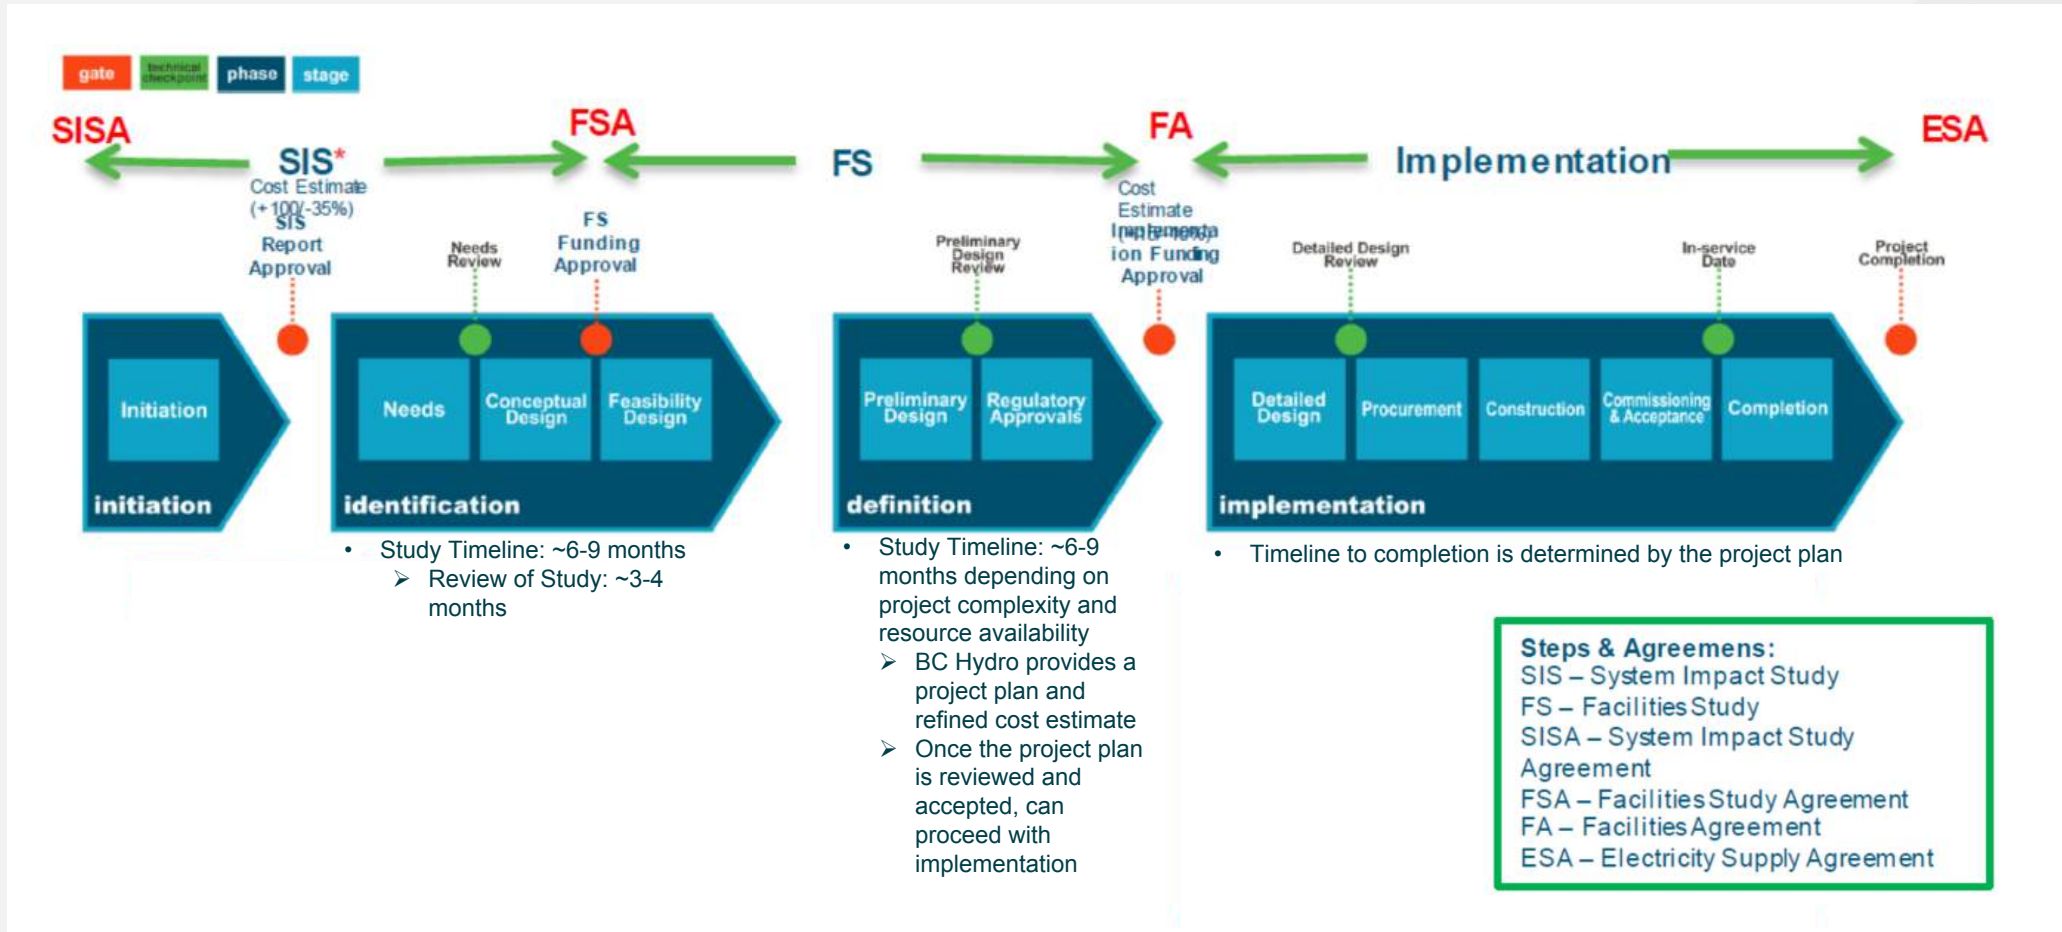 gate
technical
checkpoint
phase
stage
SISA
FSA
FA
ESA
SIS*
FS
Implementation
Cost Estimate
(+100/-35%)
SIS
Report
Approval
Needs
Review
FS
Funding
Approval
Preliminary
Design
Review
Cost
Estimate
Implementa
ion Funding
Approval
Detailed Design
Review
In-service
Date
Project
Completion
Initiation
Needs
Conceptual
Design
Feasibility
Design
Preliminary
Design
Regulatory
Approvals
Detailed
Design
Procurement
Construction
Commissioning
& Acceptance
Completion
initiation
identification
definition
implementation
• Study Timeline: ~6-9 months
➢ Review of Study: ~3-4
months
• Study Timeline: ~6-9
months depending on
project complexity and
resource availability
➢ BC Hydro provides a
project plan and
refined cost estimate
➢ Once the project plan
is reviewed and
accepted, can
proceed with
implementation
• Timeline to completion is determined by the project plan
Steps & Agreemens:
SIS – System Impact Study
FS – Facilities Study
SISA – System Impact Study
Agreement
FSA – Facilities Study Agreement
FA – Facilities Agreement
ESA – Electricity Supply Agreement